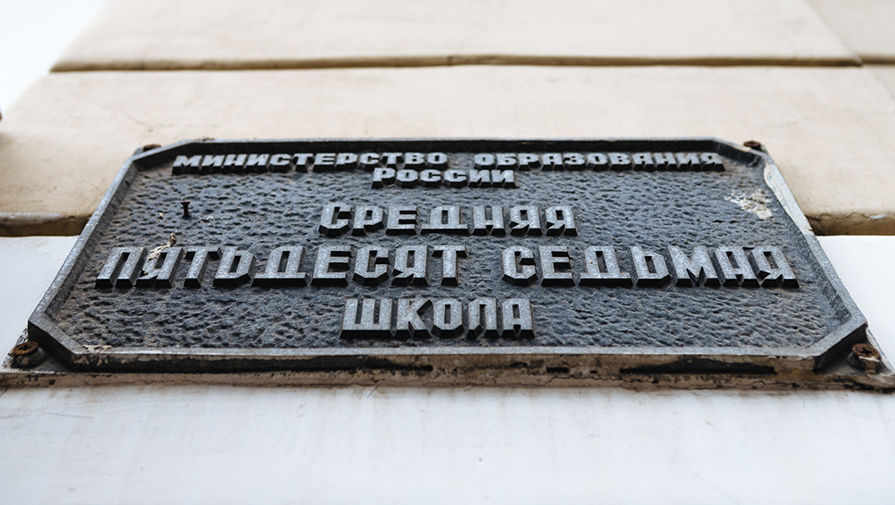 МИНИСТЕРСТВО ОБРАЗОВАНИЯ
РОССИИ
СРЕДНЯЯ
ПЯТЬДЕСЯТ СЕДЬМАЯ
ШКОЛА